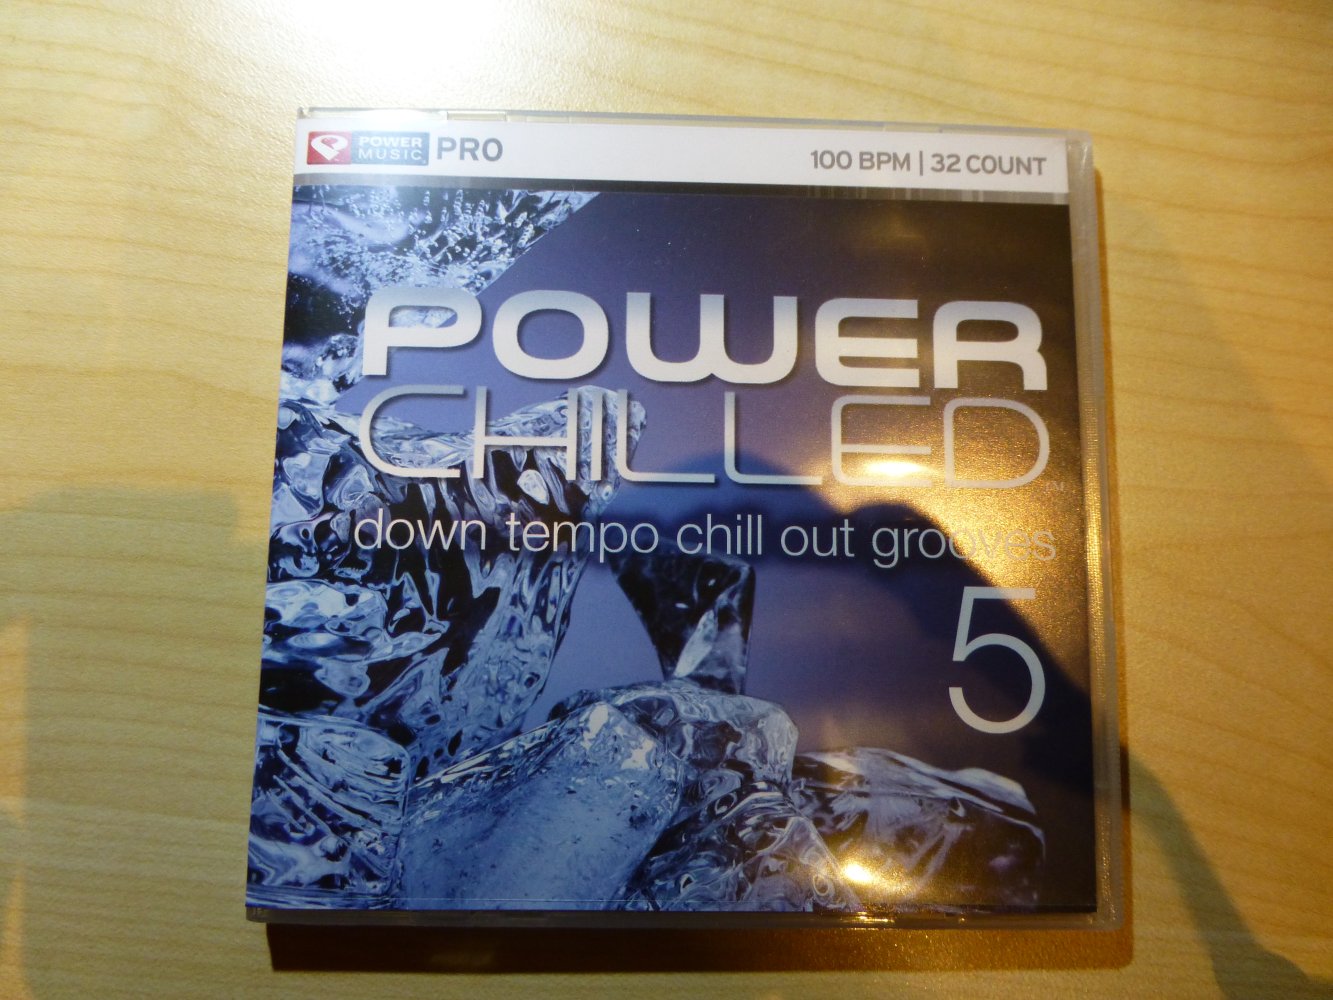 POWER MUSIC PRO
100 BPM | 32 COUNT
POWER
CHILLED
down tempo chill out grooves
5